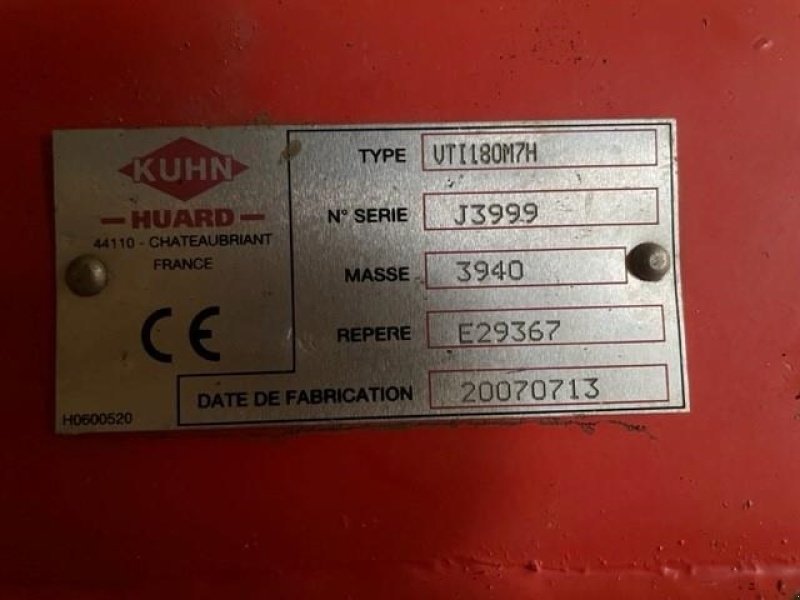 KUHN
HUARD
44110 - CHATEAUBRIANT
FRANCE
CE
H0600520
TYPE VTI180M7H
N° SERIE J3999
MASSE 3940
REPERE E29367
DATE DE FABRICATION 20070713